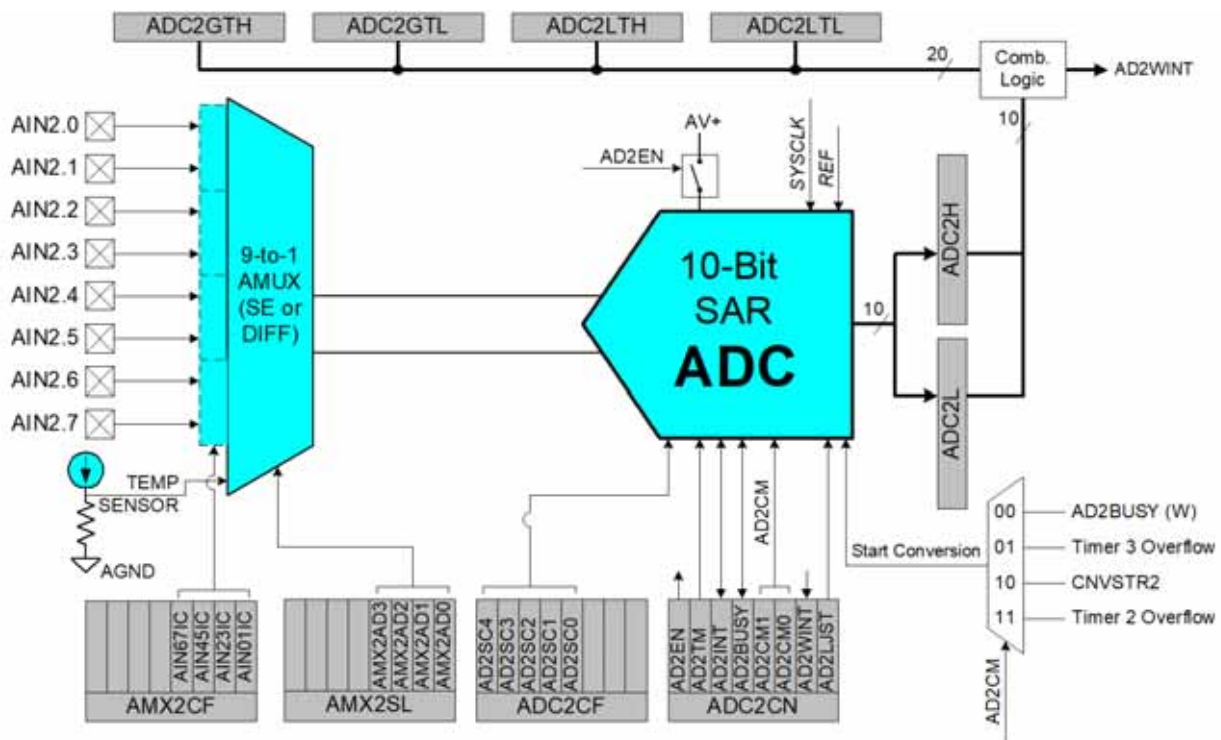 ADC2GTH
ADC2GTL
ADC2LTH
ADC2LTL
20
Comb.
Logic
AD2WINT
10
AIN2.0
AIN2.1
AIN2.2
AIN2.3
AIN2.4
AIN2.5
AIN2.6
AIN2.7
9-to-1
AMUX
(SE or
DIFF)
AV+
AD2EN
SYSCLK
REF
10-Bit
SAR
ADC
10
ADC2H
ADC2L
TEMP
SENSOR
AGND
AD2CM
Start Conversion
00
01
10
11
AD2BUSY (W)
Timer 3 Overflow
CNVSTR2
Timer 2 Overflow
AD2CM
AIN67IC
AIN45IC
AIN23IC
AIN01IC
AMX2CF
AMX2AD3
AMX2AD2
AMX2AD1
AMX2AD0
AMX2SL
AD2SC4
AD2SC3
AD2SC2
AD2SC1
AD2SC0
ADC2CF
AD2EN
AD2TM
AD2INT
AD2BUSY
AD2CM1
AD2CM0
AD2WINT
AD2LJST
ADC2CN